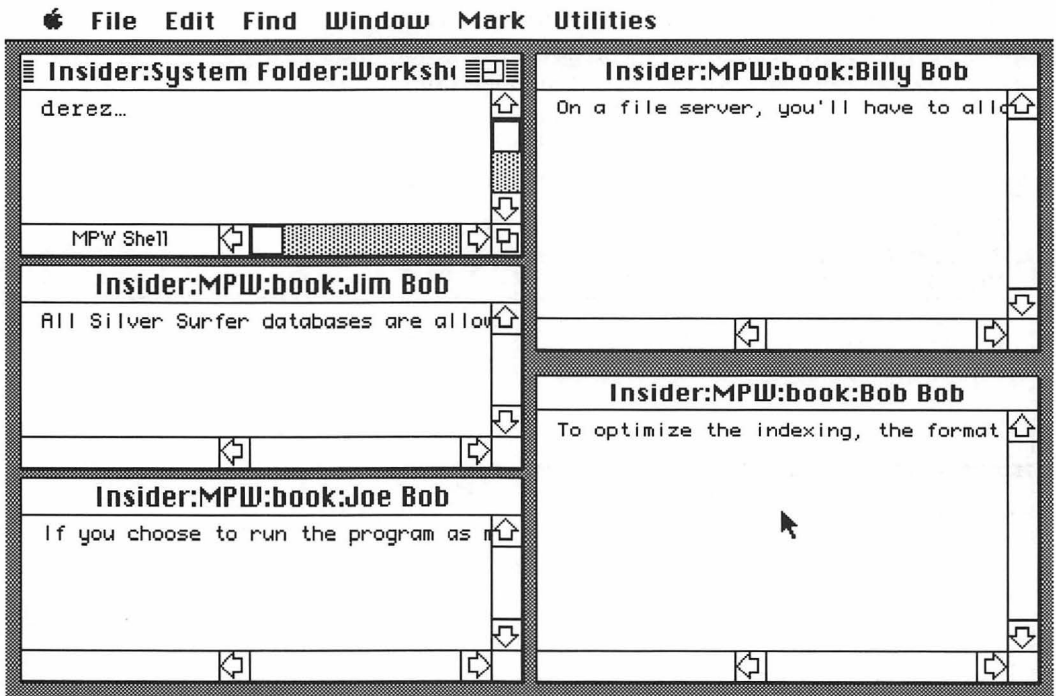 File Edit Find Window Mark Utilities
Insider:System Folder:Worksh
derez…
MPW Shell
Insider:MPW:book:Jim Bob
All Silver Surfer databases are allow
Insider:MPW:book:Joe Bob
If you choose to run the program as m
Insider:MPW:book:Billy Bob
On a file server, you'll have to allo
Insider:MPW:book:Bob Bob
To optimize the indexing, the format